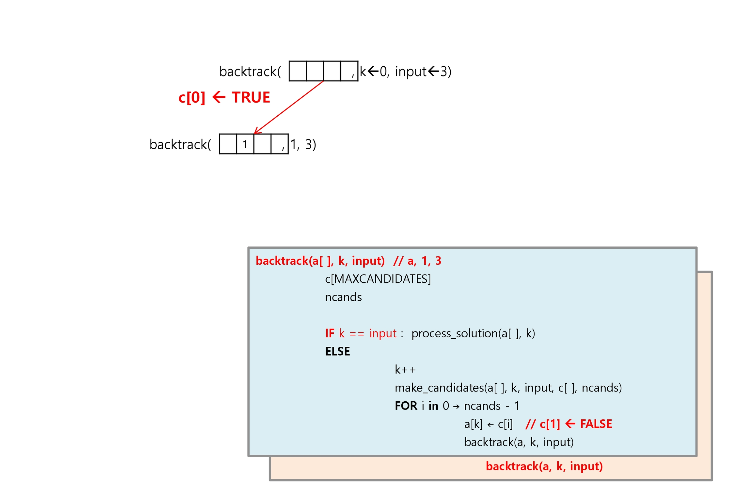 backtrack( , k←0, input←3)
c[0] ← TRUE
backtrack( 1 , 1, 3)
backtrack(a[ ], k, input) // a, 1, 3
c[MAXCANDIDATES]
ncands
IF k == input : process_solution(a[ ], k)
ELSE
k++
make_candidates(a[ ], k, input, c[ ], ncands)
FOR i in 0 → ncands - 1
a[k] ← c[i] // c[1] ← FALSE
backtrack(a, k, input)
backtrack(a, k, input)